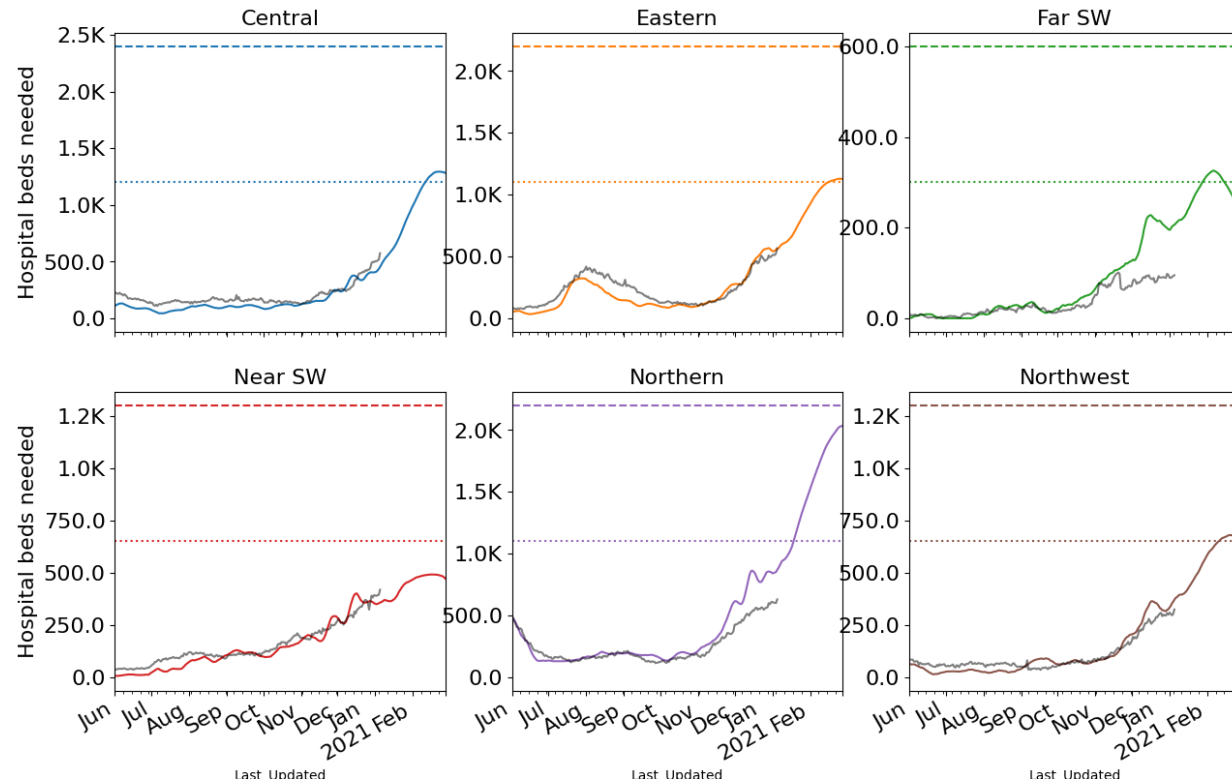 Central
Eastern
Far SW
Hospital beds needed
2.5K
2.0K
1.5K
1.0K
500.0
0.0
2.0K
1.5K
1.0K
500.0
0.0
600.0
400.0
200.0
0.0
Near SW
Northern
Northwest
Hospital beds needed
1.2K
1.0K
750.0
500.0
250.0
0.0
2.0K
1.5K
1.0K
500.0
0.0
1.2K
1.0K
750.0
500.0
250.0
0.0
Jun Jul Aug Sep Oct Nov Dec Jan 2021 Feb
Jun Jul Aug Sep Oct Nov Dec Jan 2021 Feb
Jun Jul Aug Sep Oct Nov Dec Jan 2021 Feb
Last_Updated
Last_Updated